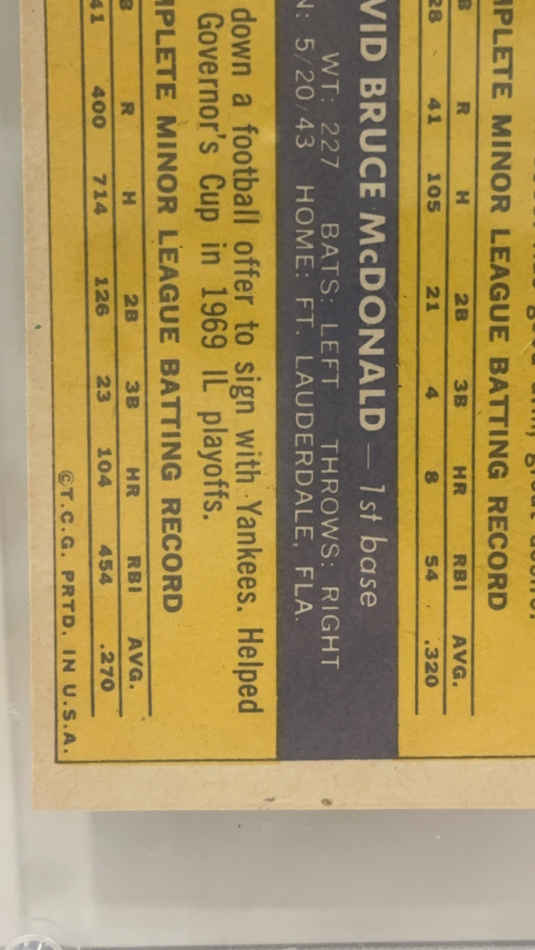 MPLETE MINOR LEAGUE BATTING RECORD
B R H 2B 3B HR RBI AVG.
28 41 105 21 4 8 54 .320
VID BRUCE McDONALD — 1st base
WT: 227 BATS: LEFT THROWS: RIGHT
N: 5/20/43 HOME: FT. LAUDERDALE, FLA.
down a football offer to sign with Yankees. Helped
Governor's Cup in 1969 IL playoffs.
MPLETE MINOR LEAGUE BATTING RECORD
B R H 2B 3B HR RBI AVG.
41 400 714 126 23 104 454 .270
©T.C.G. PRTD. IN U.S.A.